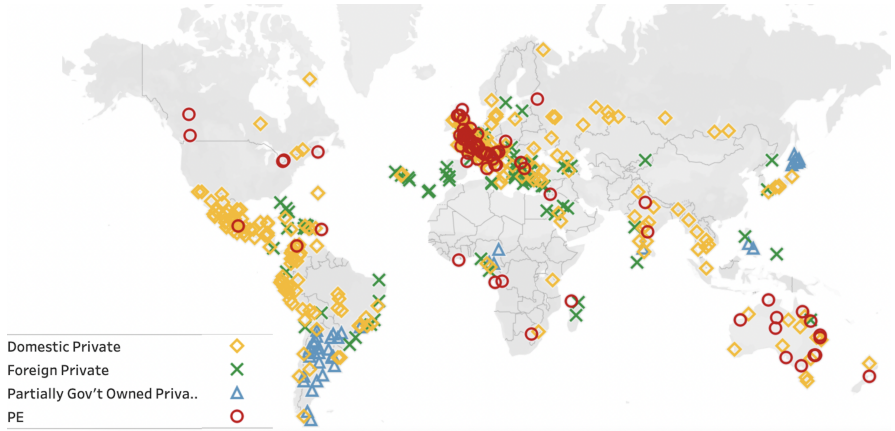 Domestic Private
Foreign Private
Partially Gov't Owned Priva..
PE